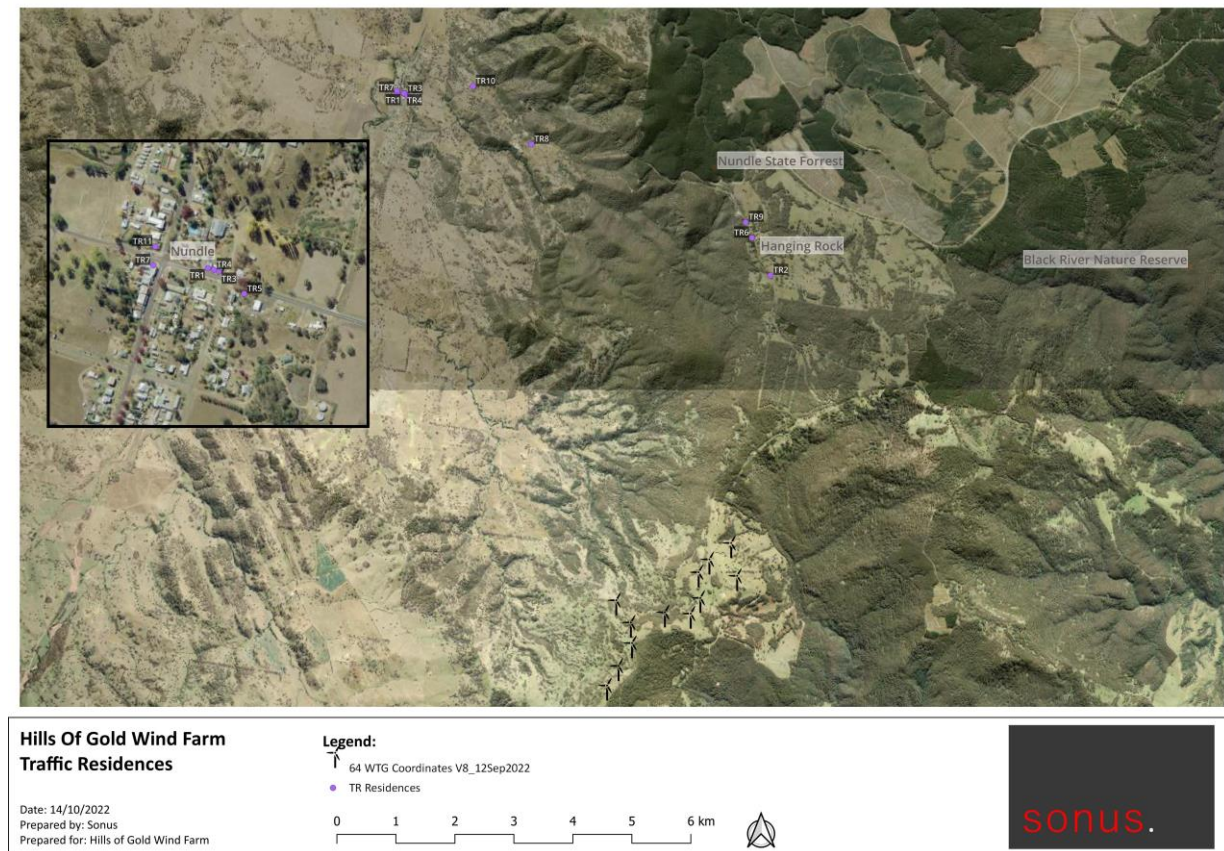 TR7
TR3
TR1
TR4
TR10
TR8
Nundle State Forrest
TR9
TR6
Hanging Rock
TR2
Black River Nature Reserve
TR11
Nundle
TR7
TR4
TR1
TR3
TR5
Hills Of Gold Wind Farm
Traffic Residences
Date: 14/10/2022
Prepared by: Sonus
Prepared for: Hills of Gold Wind Farm
Legend:
64 WTG Coordinates V8_12Sep2022
TR Residences
0 1 2 3 4 5 6 km
sonus.